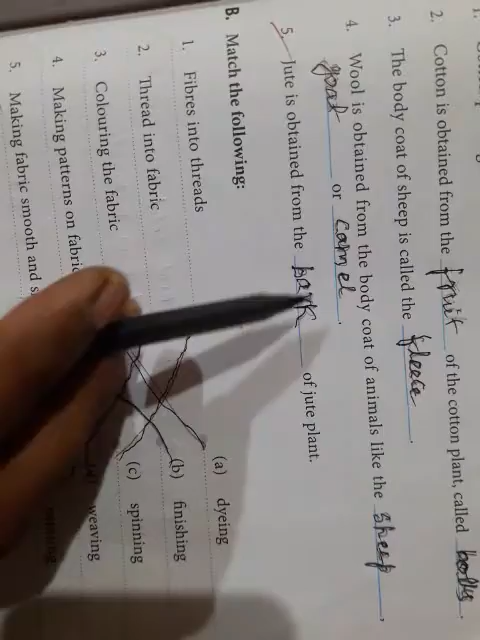 2. Cotton is obtained from the fruit of the cotton plant, called bolls.
3. The body coat of sheep is called the fleece.
4. Wool is obtained from the body coat of animals like the sheep,
goat or camel.
5. Jute is obtained from the bark of jute plant.
B. Match the following:
1. Fibres into threads (a) dyeing
2. Thread into fabric (b) finishing
3. Colouring the fabric (c) spinning
4. Making patterns on fabric weaving
5. Making fabric smooth and